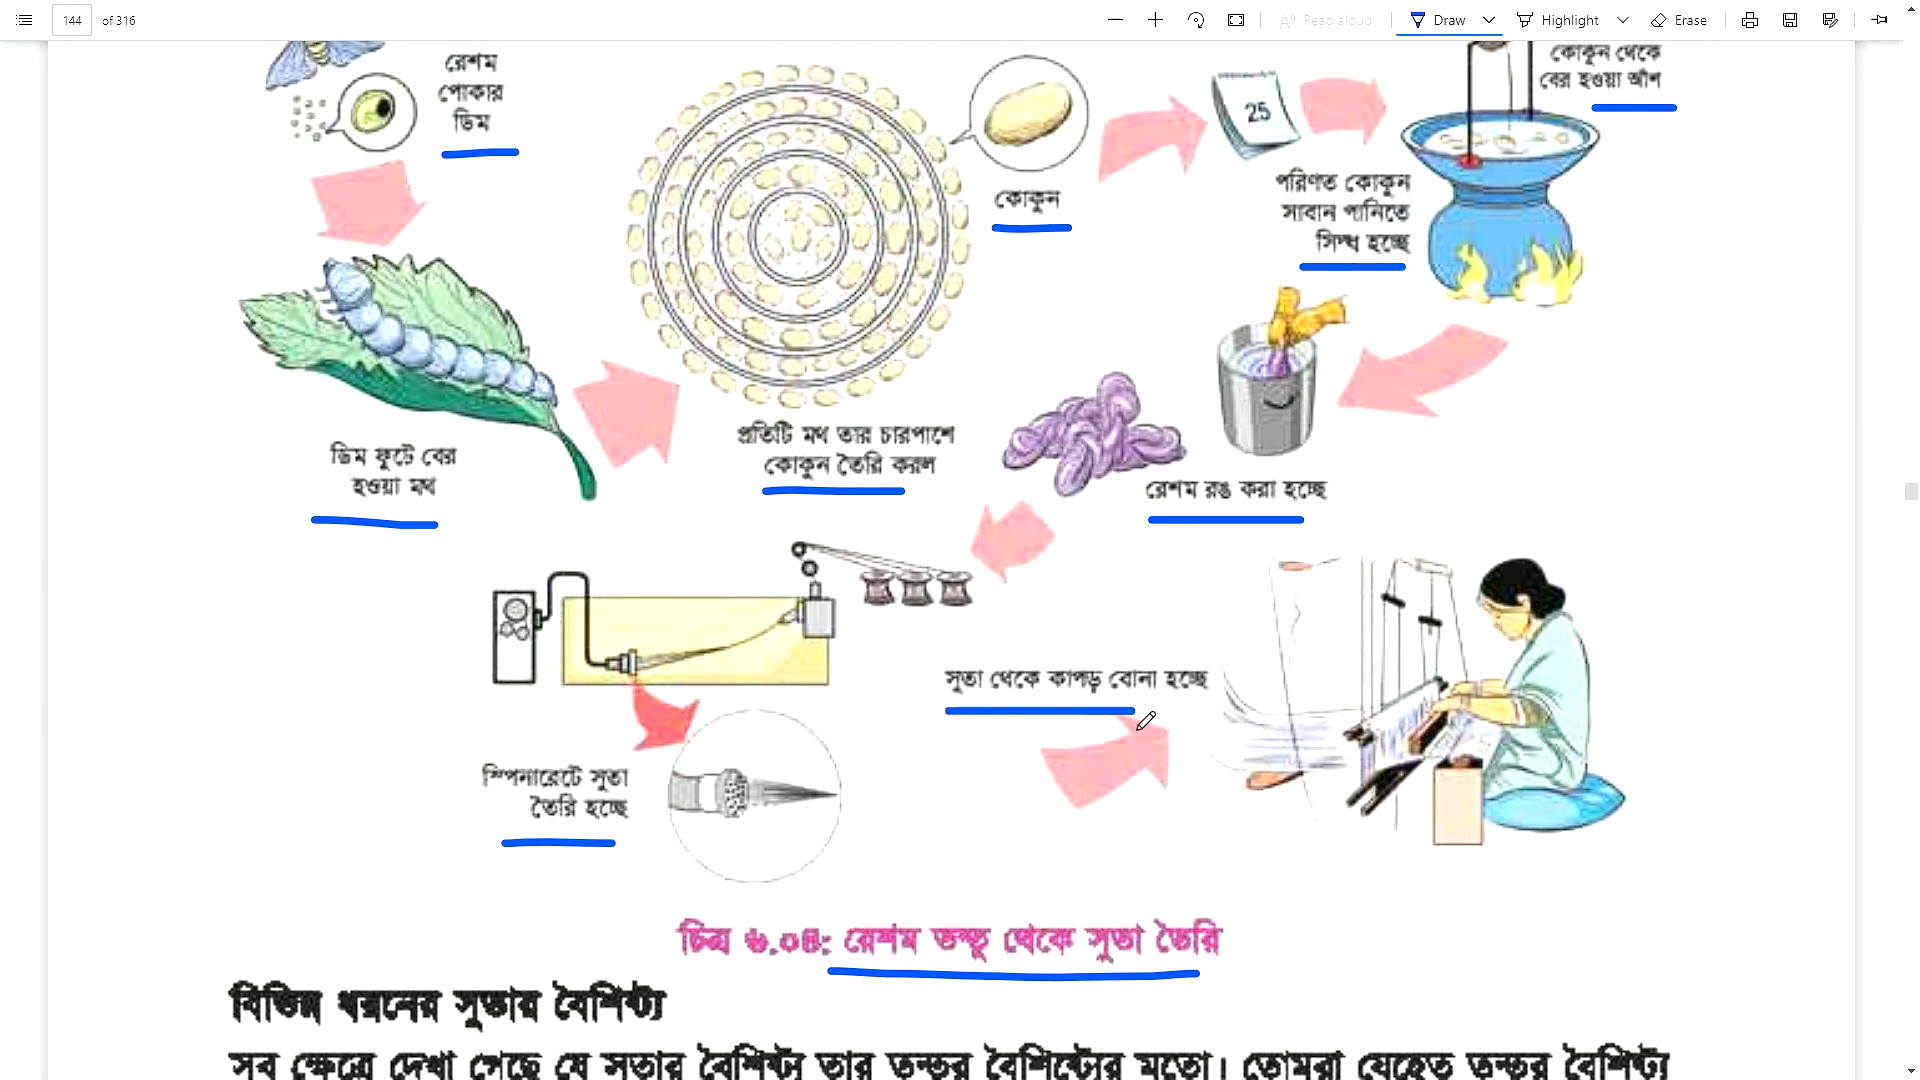 144 of 316
Read aloud
Draw
Highlight
Erase
রেশম
পোকার
ডিম
কোকুন
25
কোকুন থেকে
বের হওয়া আঁশ
পরিণত কোকুন
সাবান পানিতে
সিদ্ধ হচ্ছে
ডিম ফুটে বের
হওয়া মথ
প্রতিটি মথ তার চারপাশে
কোকুন তৈরি করল
রেশম রঙ করা হচ্ছে
সুতা থেকে কাপড় বোনা হচ্ছে
স্পিনারেটে সুতা
তৈরি হচ্ছে
চিত্র ৬.০৪: রেশম তন্তু থেকে সুতা তৈরি
বিভিন্ন ধরনের সুতার বৈশিষ্ট্য
সব ক্ষেত্রে দেখা গেছে যে সুতার বৈশিষ্ট্য তার তন্তুর বৈশিষ্ট্যের মতো। তোমরা যেহেতু তন্তুর বৈশিষ্ট্য